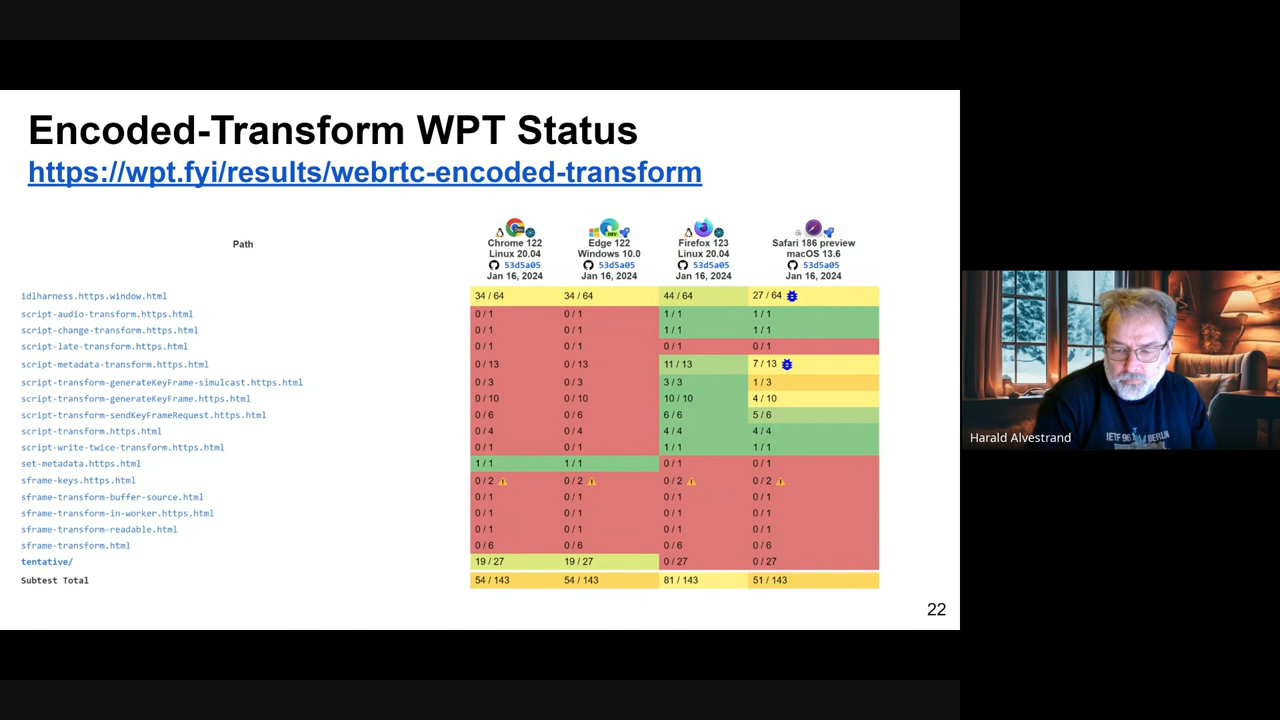 Encoded-Transform WPT Status
https://wpt.fyi/results/webrtc-encoded-transform
Path
Chrome 122
Linux 20.04
53d5a05
Jan 16, 2024
Edge 122
Windows 10.0
53d5a05
Jan 16, 2024
Firefox 123
Linux 20.04
53d5a05
Jan 16, 2024
Safari 186 preview
macOS 13.6
53d5a05
Jan 16, 2024
idlharness.https.window.html 34 / 64 34 / 64 44 / 64 27 / 64
script-audio-transform.https.html 0 / 1 0 / 1 1 / 1 1 / 1
script-change-transform.https.html 0 / 1 0 / 1 1 / 1 1 / 1
script-late-transform.https.html 0 / 1 0 / 1 0 / 1 0 / 1
script-metadata-transform.https.html 0 / 13 0 / 13 11 / 13 7 / 13
script-transform-generateKeyFrame-simulcast.https.html 0 / 3 0 / 3 3 / 3 1 / 3
script-transform-generateKeyFrame.https.html 0 / 10 0 / 10 10 / 10 4 / 10
script-transform-sendKeyFrameRequest.https.html 0 / 6 0 / 6 6 / 6 5 / 6
script-transform.https.html 0 / 4 0 / 4 4 / 4 4 / 4
script-write-twice-transform.https.html 0 / 1 0 / 1 1 / 1 1 / 1
set-metadata.https.html 1 / 1 1 / 1 0 / 1 0 / 1
sframe-keys.https.html 0 / 2 0 / 2 0 / 2 0 / 2
sframe-transform-buffer-source.html 0 / 1 0 / 1 0 / 1 0 / 1
sframe-transform-in-worker.https.html 0 / 1 0 / 1 0 / 1 0 / 1
sframe-transform-readable.html 0 / 1 0 / 1 0 / 1 0 / 1
sframe-transform.html 0 / 6 0 / 6 0 / 6 0 / 6
tentative/ 19 / 27 19 / 27 0 / 27 0 / 27
Subtest Total 54 / 143 54 / 143 81 / 143 51 / 143
22
IETF 96 BERLIN
Harald Alvestrand